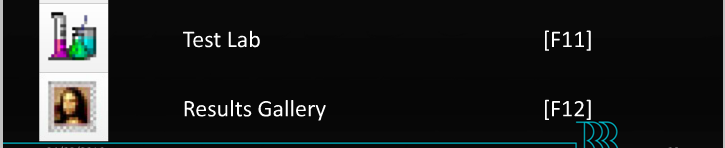 Test Lab [F11]
Results Gallery [F12]